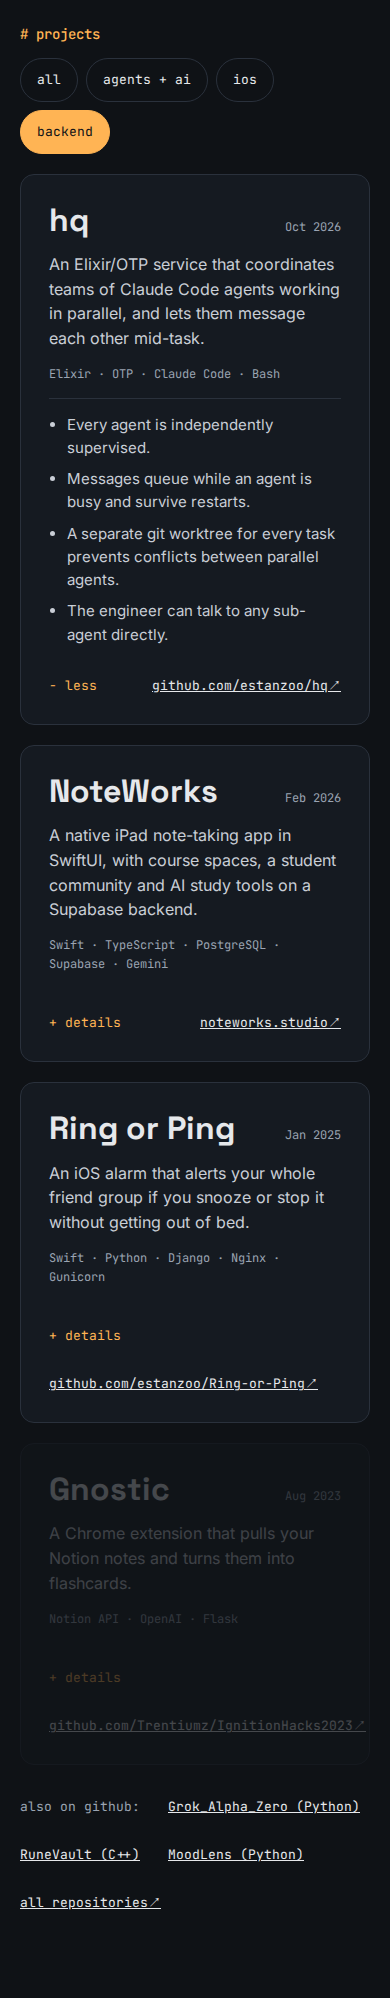 # projects
all
agents + ai
ios
backend
hq
Oct 2026
An Elixir/OTP service that coordinates
teams of Claude Code agents working
in parallel, and lets them message
each other mid-task.
Elixir · OTP · Claude Code · Bash
• Every agent is independently
supervised.
• Messages queue while an agent is
busy and survive restarts.
• A separate git worktree for every task
prevents conflicts between parallel
agents.
• The engineer can talk to any sub-
agent directly.
- less
github.com/estanzoo/hq↗
NoteWorks
Feb 2026
A native iPad note-taking app in
SwiftUI, with course spaces, a student
community and AI study tools on a
Supabase backend.
Swift · TypeScript · PostgreSQL ·
Supabase · Gemini
+ details
noteworks.studio↗
Ring or Ping
Jan 2025
An iOS alarm that alerts your whole
friend group if you snooze or stop it
without getting out of bed.
Swift · Python · Django · Nginx ·
Gunicorn
+ details
github.com/estanzoo/Ring-or-Ping↗
Gnostic
Aug 2023
A Chrome extension that pulls your
Notion notes and turns them into
flashcards.
Notion API · OpenAI · Flask
+ details
github.com/Trentiumz/IgnitionHacks2023↗
also on github:
Grok_Alpha_Zero (Python)
RuneVault (C++)
MoodLens (Python)
all repositories↗